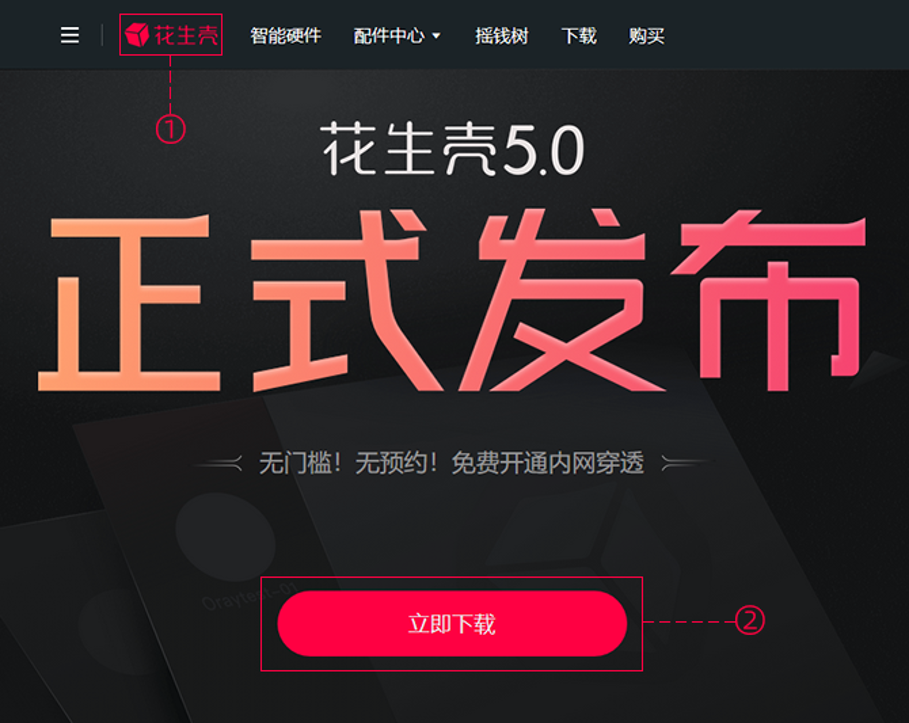 花生壳 智能硬件 配件中心 摇钱树 下载 购买
①
花生壳5.0
正式发布
无门槛！无预约！免费开通内网穿透
立即下载
②